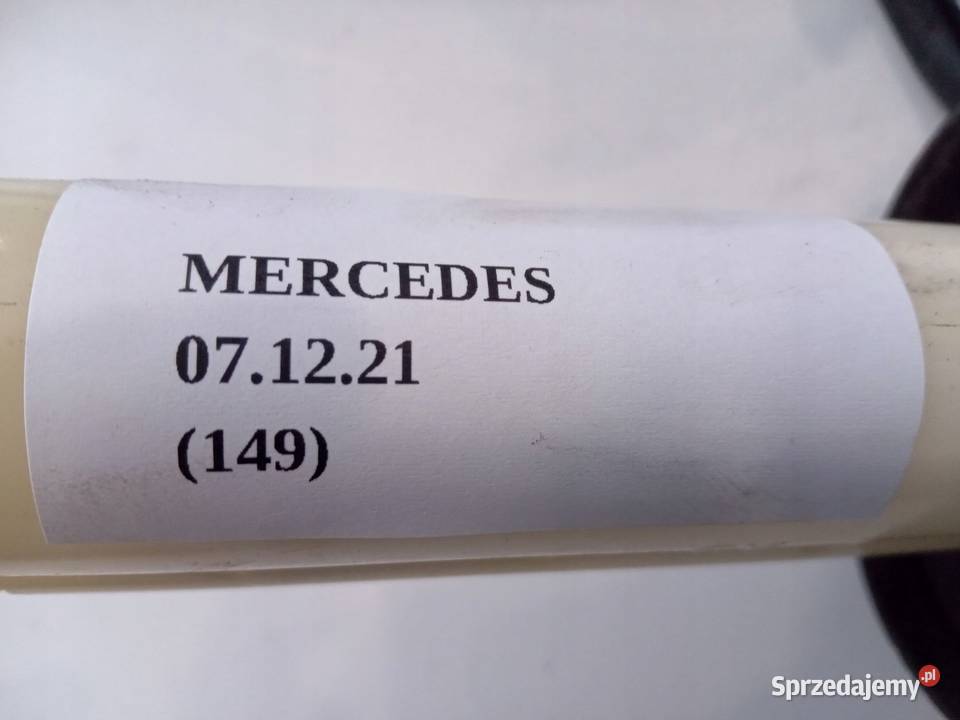 MERCEDES
07.12.21
(149)
Sprzedajemy.pl